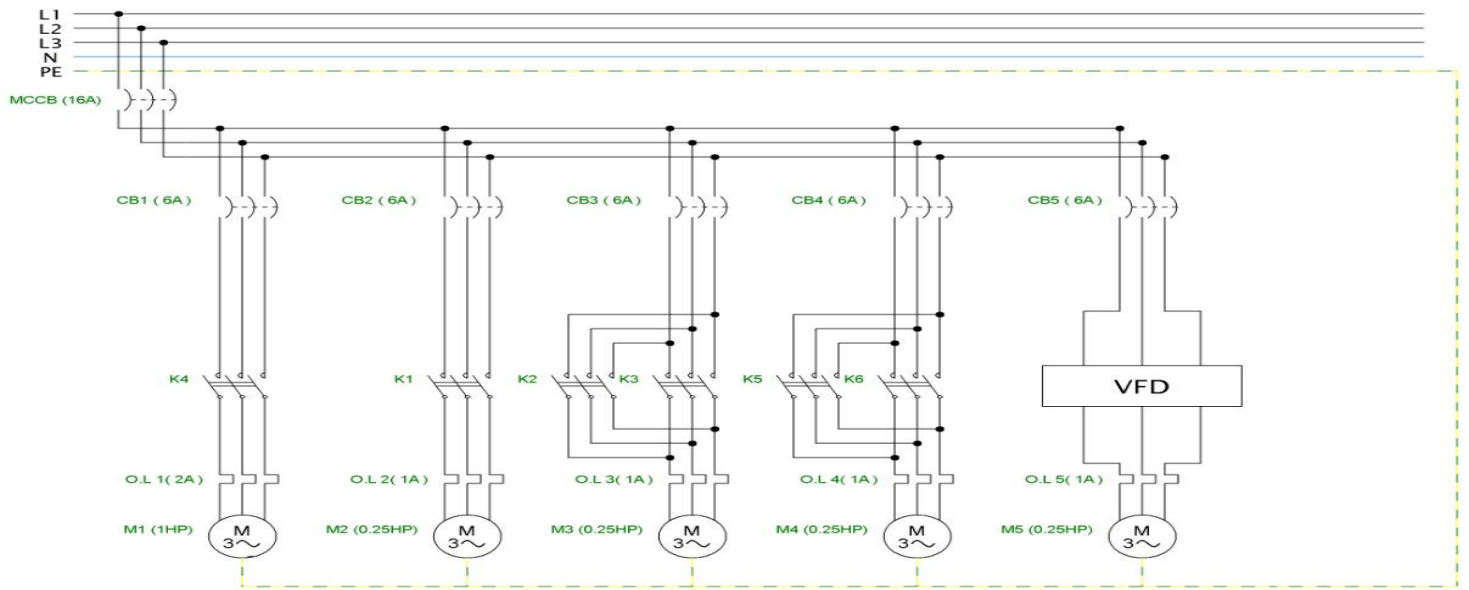 L1
L2
L3
N
PE
MCCB (16A)
CB1 ( 6A )
CB2 ( 6A )
CB3 ( 6A )
CB4 ( 6A )
CB5 ( 6A )
K4
K1
K2
K3
K5
K6
VFD
O.L 1( 2A )
O.L 2( 1A )
O.L 3( 1A )
O.L 4( 1A )
O.L 5( 1A )
M1 (1HP)
M
3~
M2 (0.25HP)
M
3~
M3 (0.25HP)
M
3~
M4 (0.25HP)
M
3~
M5 (0.25HP)
M
3~